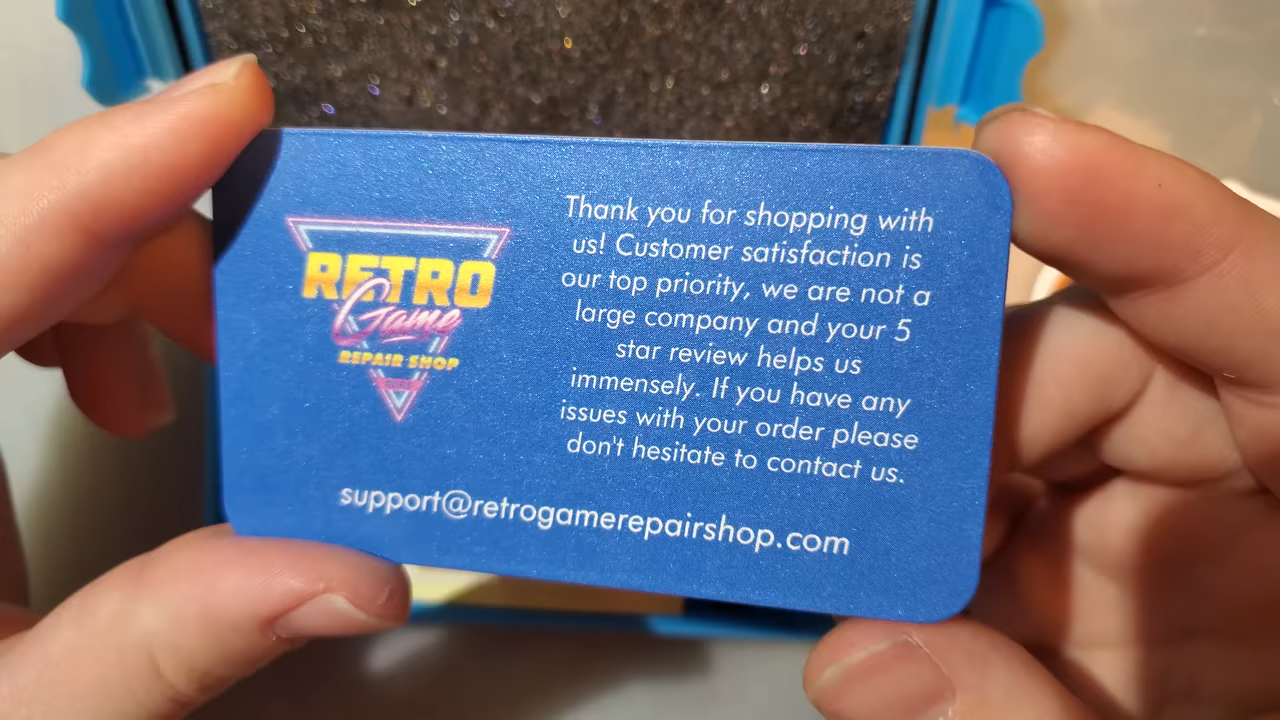 RETRO
Game
REPAIR SHOP
Thank you for shopping with
us! Customer satisfaction is
our top priority, we are not a
large company and your 5
star review helps us
immensely. If you have any
issues with your order please
don't hesitate to contact us.
support@retrogamerepairshop.com